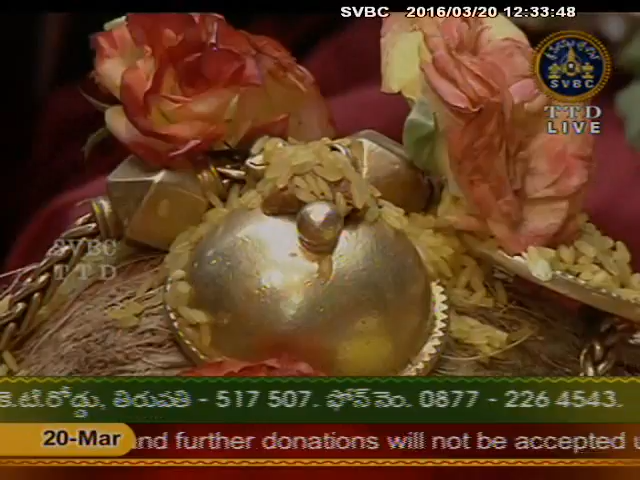 SVBC 2016/03/20 12:33:48
SVBC
TTD
LIVE
SVBC
TTD
కె.టి.రోడ్డు, తిరుపతి - 517 507. ఫోన్‌నెం. 0877 - 226 4543.
20-Mar and further donations will not be accepted u